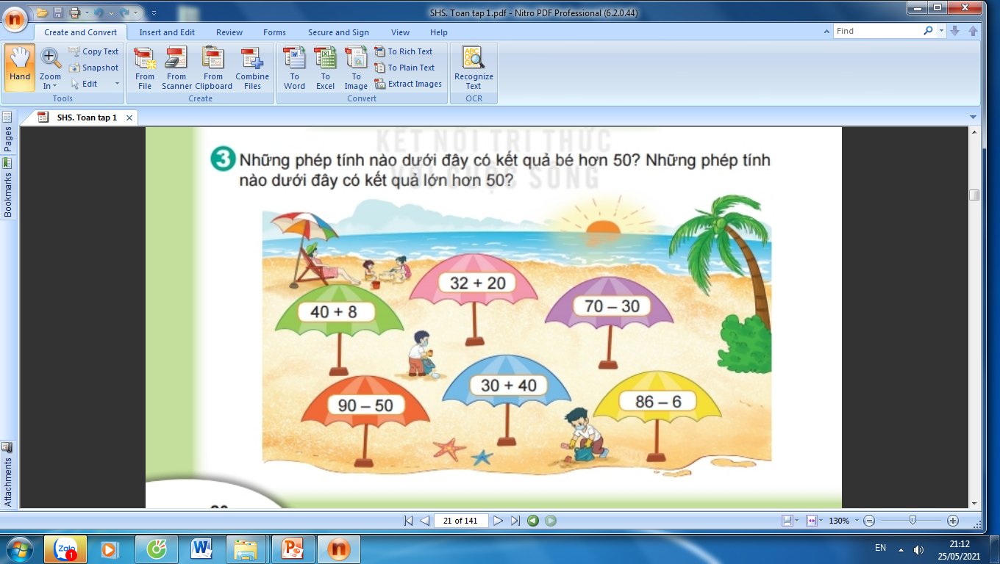 SHS. Toan tap 1.pdf - Nitro PDF Professional (6.2.0.44)
Create and Convert Insert and Edit Review Forms Secure and Sign View Help Find
Hand Zoom In Copy Text Snapshot Edit From File From Scanner From Clipboard Combine Files To Word To Excel To Image To Rich Text To Plain Text Extract Images Recognize Text
Tools Create Convert OCR
SHS. Toan tap 1
Pages
Bookmarks
Attachments
KẾT NỐI TRI THỨC
VỚI CUỘC SỐNG
3 Những phép tính nào dưới đây có kết quả bé hơn 50? Những phép tính
nào dưới đây có kết quả lớn hơn 50?
32 + 20
70 – 30
40 + 8
30 + 40
90 – 50
86 – 6
21 of 141 130%
Zalo 1
EN 21:12
25/05/2021